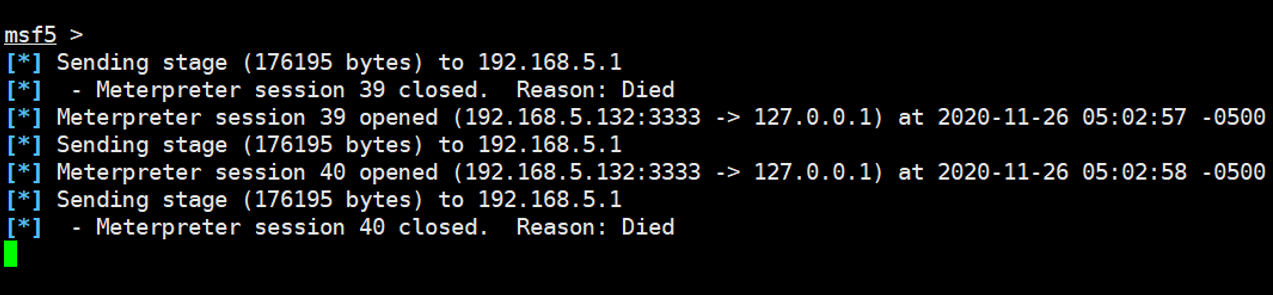 msf5 >
[*] Sending stage (176195 bytes) to 192.168.5.1
[*]  - Meterpreter session 39 closed.  Reason: Died
[*] Meterpreter session 39 opened (192.168.5.132:3333 -> 127.0.0.1) at 2020-11-26 05:02:57 -0500
[*] Sending stage (176195 bytes) to 192.168.5.1
[*] Meterpreter session 40 opened (192.168.5.132:3333 -> 127.0.0.1) at 2020-11-26 05:02:58 -0500
[*] Sending stage (176195 bytes) to 192.168.5.1
[*]  - Meterpreter session 40 closed.  Reason: Died